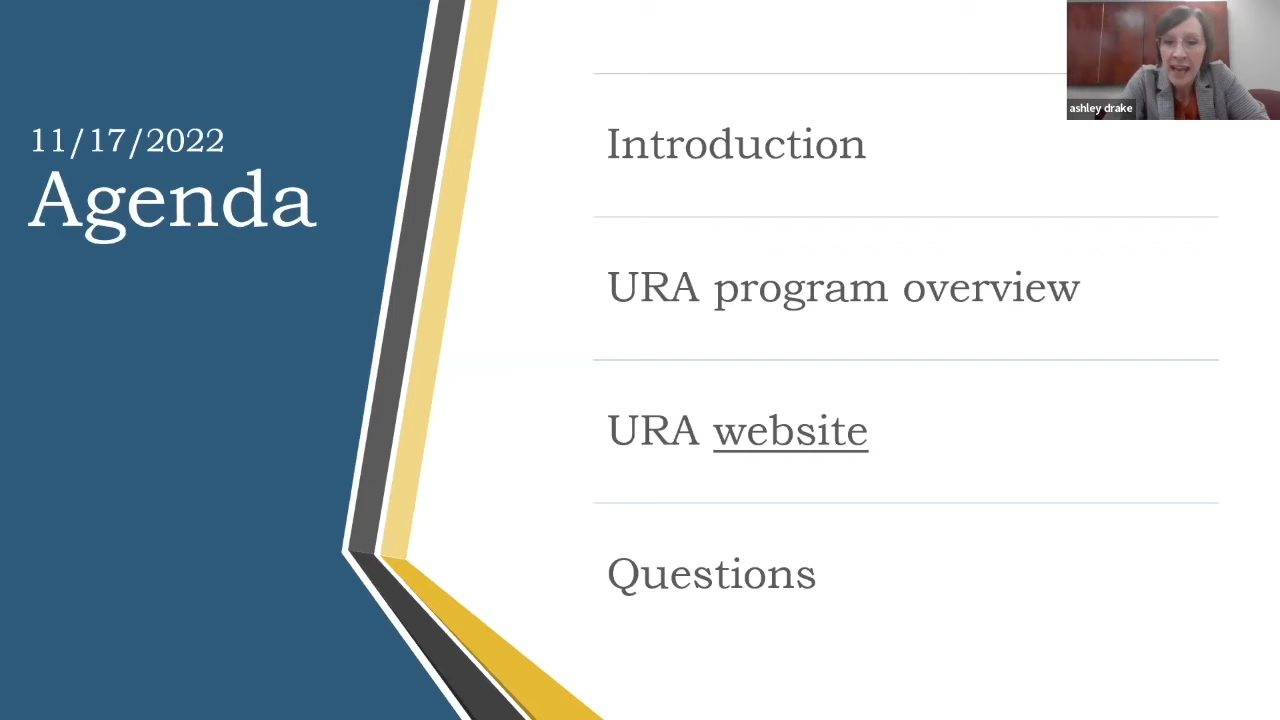 11/17/2022
Agenda
Introduction
URA program overview
URA website
Questions
ashley drake